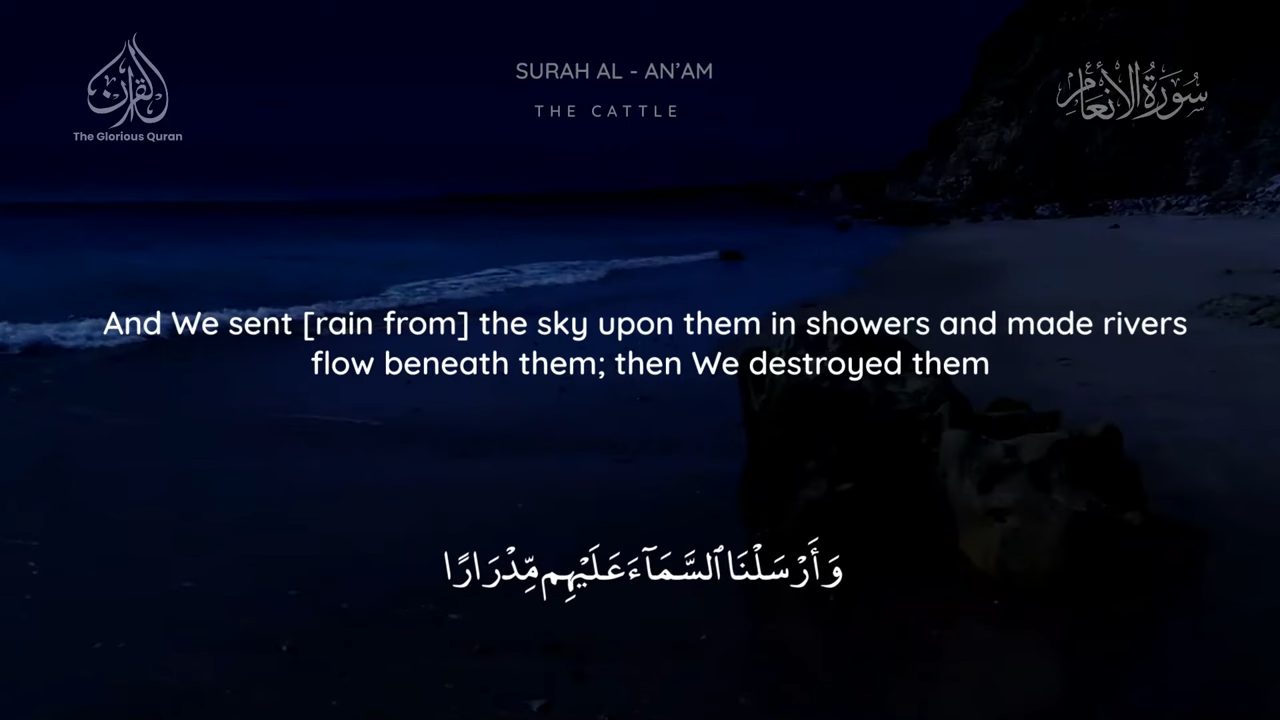 القرآن
The Glorious Quran
SURAH AL - AN’AM
THE CATTLE
سُورَةُ الأَنْعَامِ
And We sent [rain from] the sky upon them in showers and made rivers
flow beneath them; then We destroyed them
وَأَرْسَلْنَا ٱلسَّمَآءَ عَلَيْهِم مِّدْرَارًا